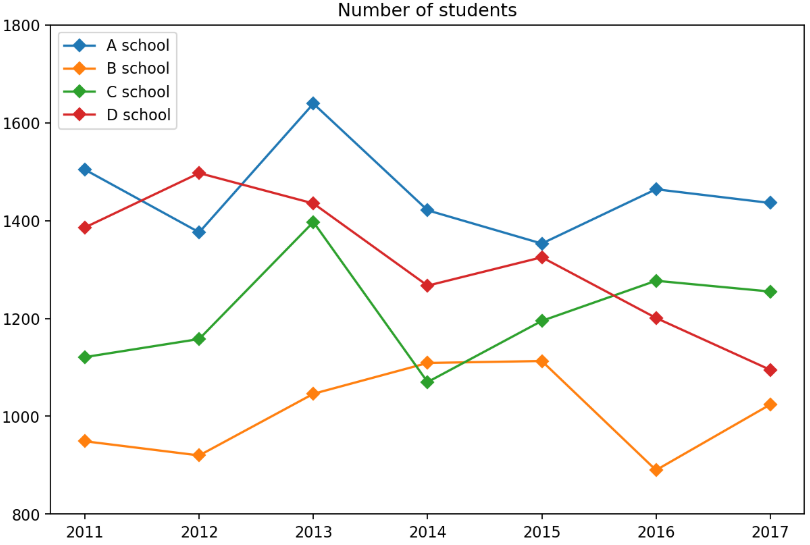 Number of students
A school
B school
C school
D school
1800
1600
1400
1200
1000
800
2011 2012 2013 2014 2015 2016 2017